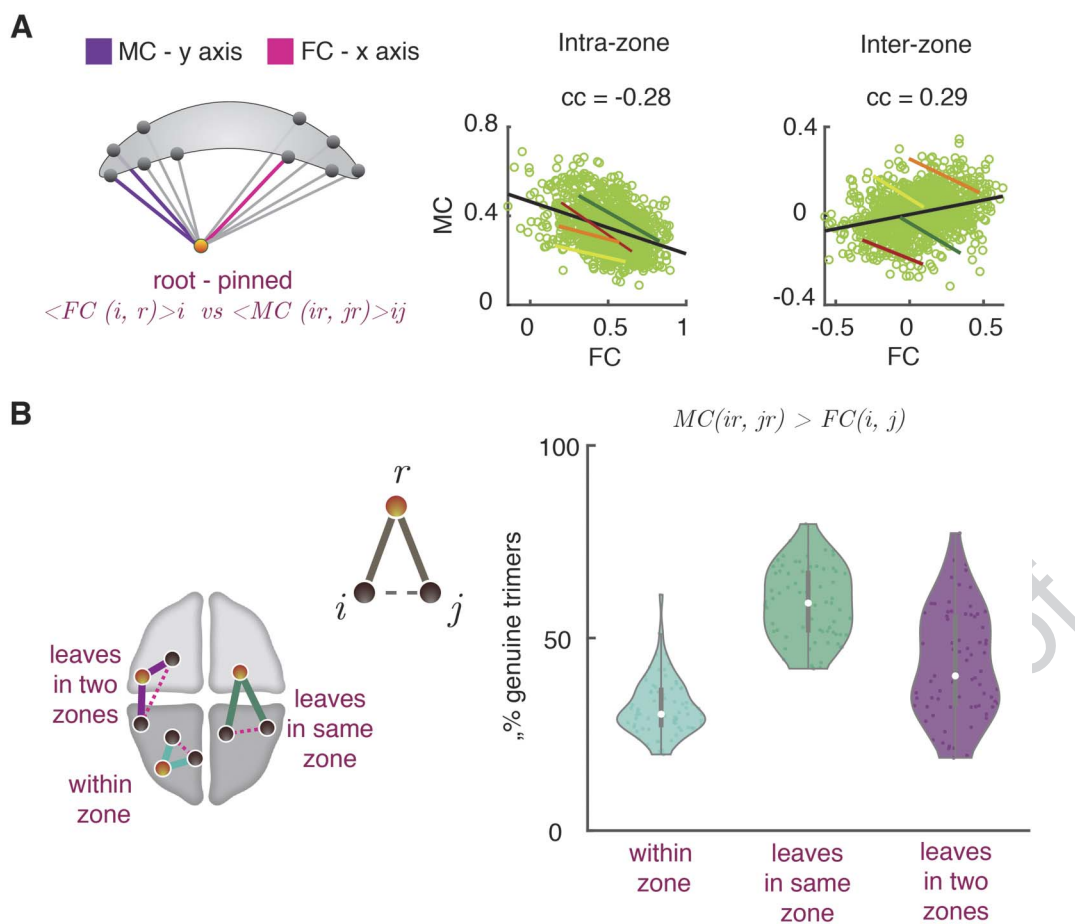 A
MC - y axis FC - x axis
root - pinned
<FC (i, r)>i vs <MC (ir, jr)>ij
Intra-zone
cc = -0.28
MC
0.8
0.4
0
0 0.5 1
FC
Inter-zone
cc = 0.29
0.4
0
-0.4
-0.5 0 0.5
FC
B
r
i j
leaves
in two
zones
leaves
in same
zone
within
zone
MC(ir, jr) > FC(i, j)
„% genuine trimers
100
50
0
within
zone
leaves
in same
zone
leaves
in two
zones